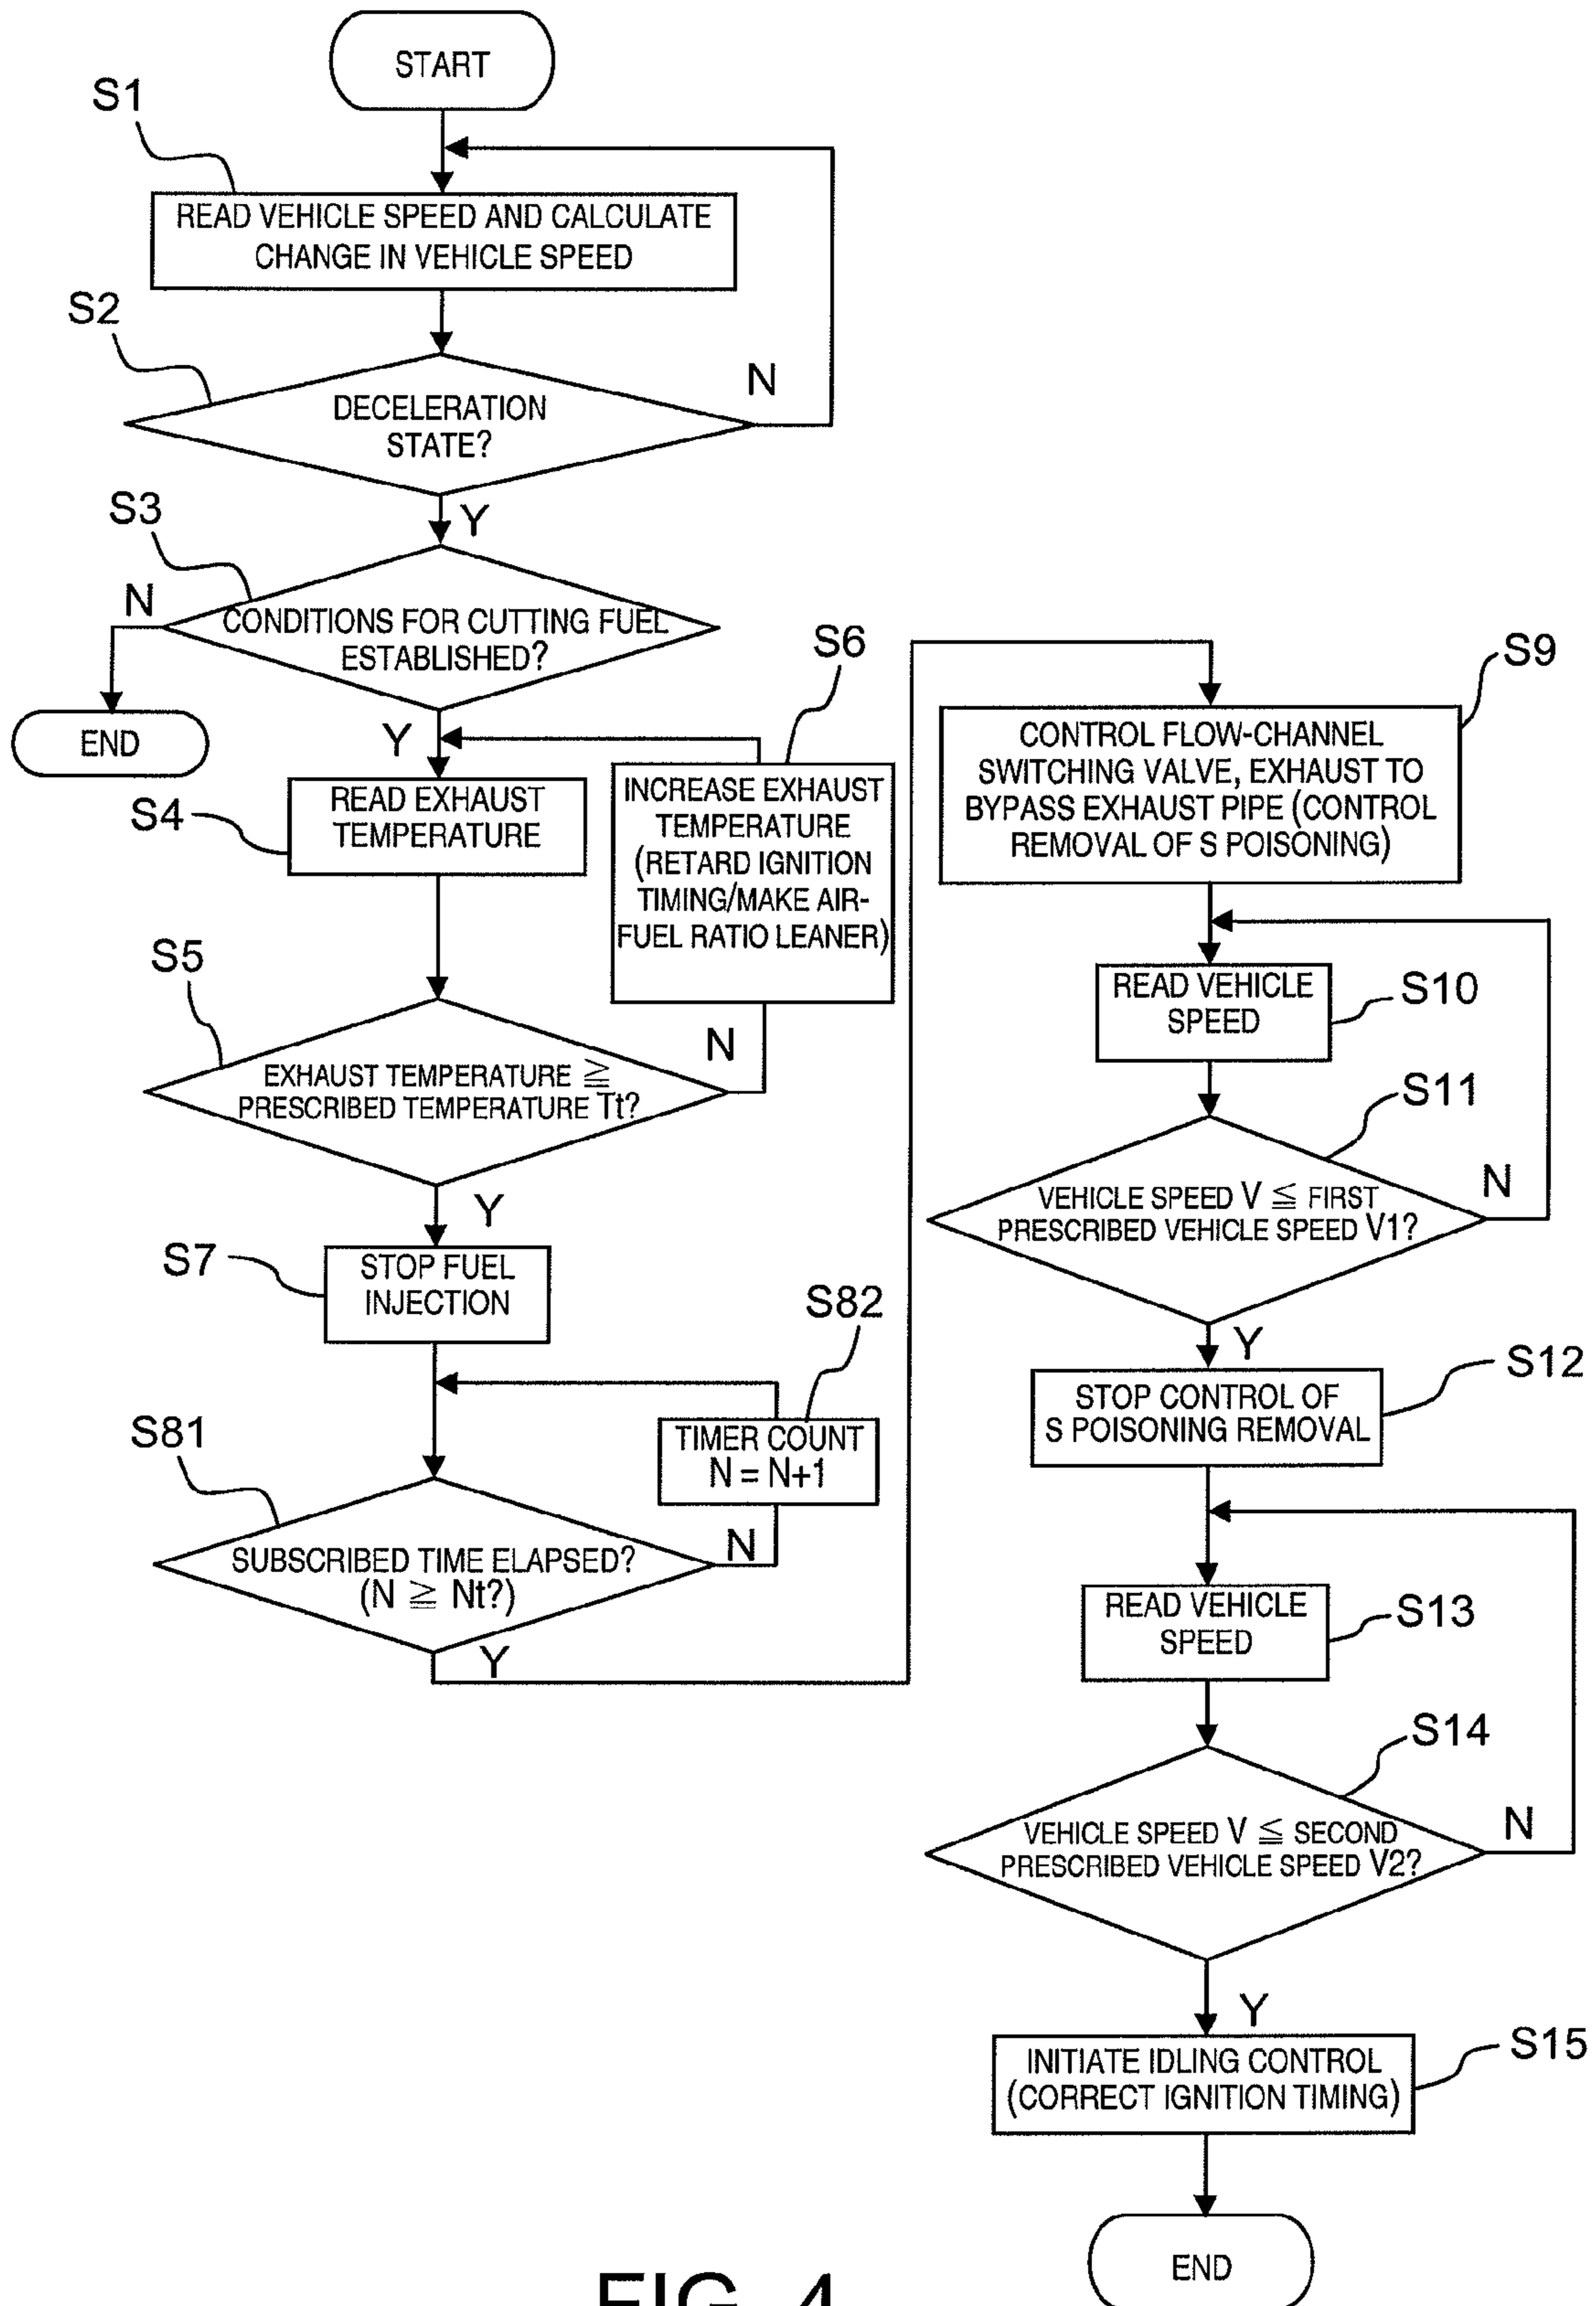 START
S1
READ VEHICLE SPEED AND CALCULATE
CHANGE IN VEHICLE SPEED
S2
DECELERATION
STATE?
N
Y
S3
CONDITIONS FOR CUTTING FUEL
ESTABLISHED?
N
END
Y
S4
READ EXHAUST
TEMPERATURE
S6
INCREASE EXHAUST
TEMPERATURE
(RETARD IGNITION
TIMING/MAKE AIR-
FUEL RATIO LEANER)
S5
EXHAUST TEMPERATURE ≧
PRESCRIBED TEMPERATURE Tt?
N
Y
S7
STOP FUEL
INJECTION
S82
TIMER COUNT
N = N+1
S81
SUBSCRIBED TIME ELAPSED?
(N ≧ Nt?)
N
Y
S9
CONTROL FLOW-CHANNEL
SWITCHING VALVE, EXHAUST TO
BYPASS EXHAUST PIPE (CONTROL
REMOVAL OF S POISONING)
READ VEHICLE
SPEED
S10
S11
VEHICLE SPEED V ≦ FIRST
PRESCRIBED VEHICLE SPEED V1?
N
Y
S12
STOP CONTROL OF
S POISONING REMOVAL
READ VEHICLE
SPEED
S13
S14
VEHICLE SPEED V ≦ SECOND
PRESCRIBED VEHICLE SPEED V2?
N
Y
S15
INITIATE IDLING CONTROL
(CORRECT IGNITION TIMING)
END
FIG. 4